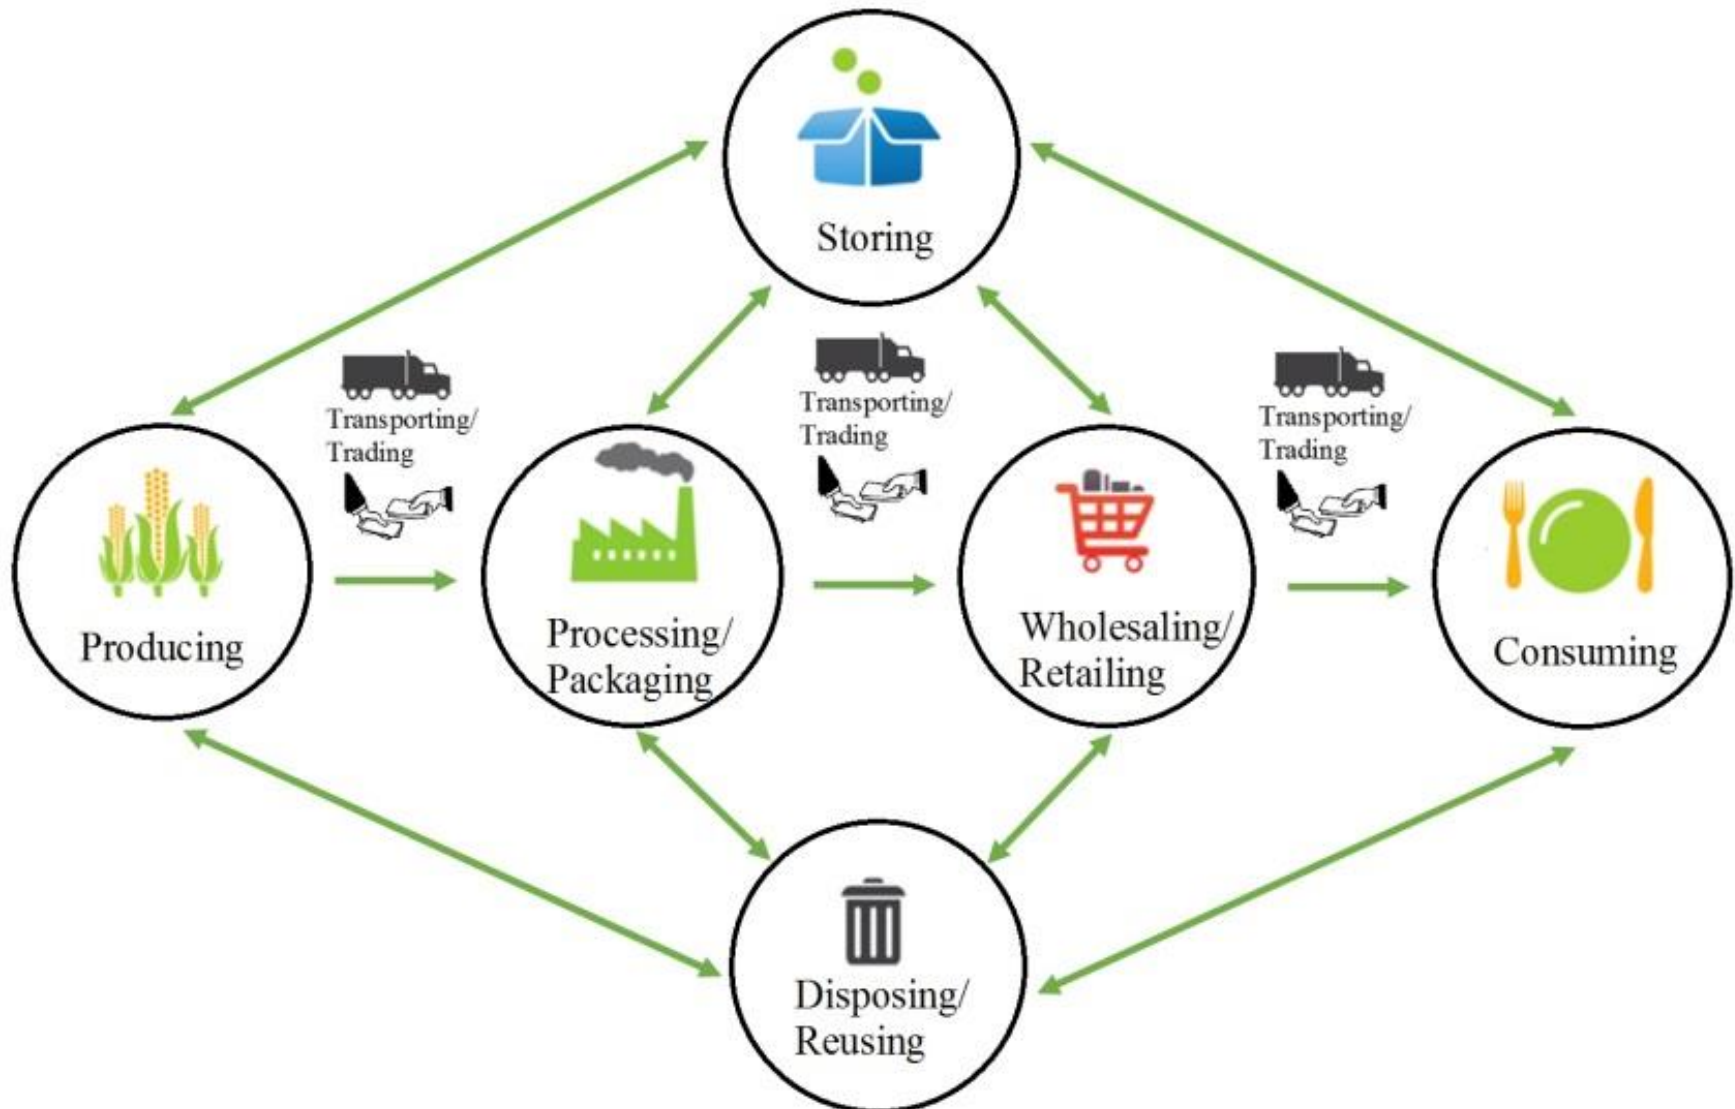 Storing
Transporting/
Trading
Transporting/
Trading
Transporting/
Trading
Producing
Processing/
Packaging
Wholesaling/
Retailing
Consuming
Disposing/
Reusing